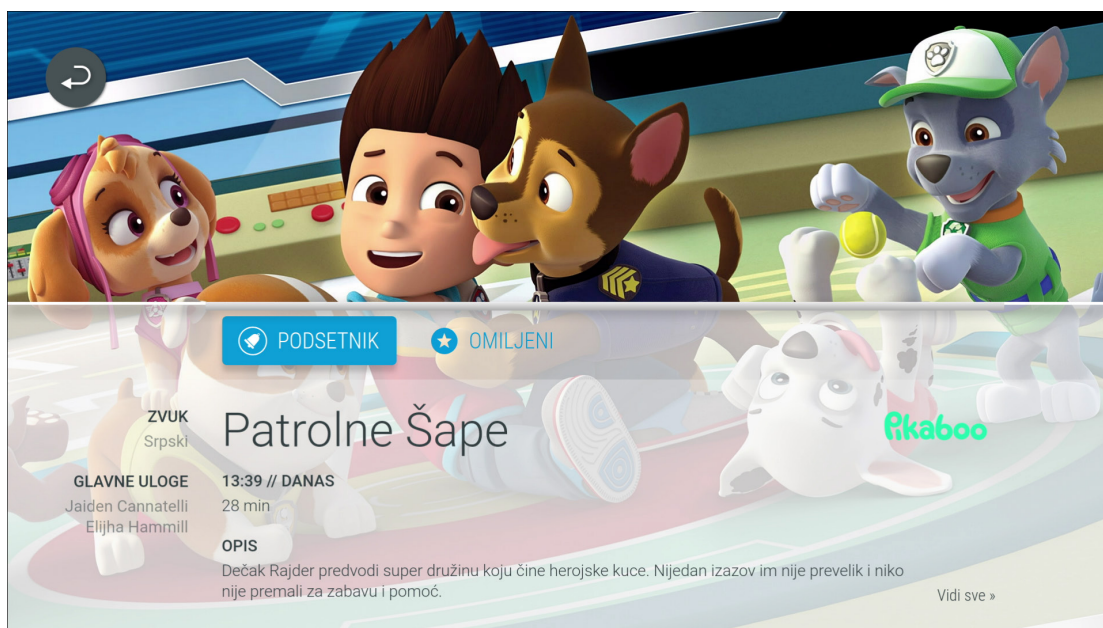 PODSETNIK
OMILJENI
ZVUK
Srpski
Patrolne Šape
Pikaboo
GLAVNE ULOGE
Jaiden Cannatelli
Elijha Hammill
13:39 // DANAS
28 min
OPIS
Dečak Rajder predvodi super družinu koju čine herojske kuce. Nijedan izazov im nije prevelik i niko
nije premali za zabavu i pomoć.
Vidi sve »